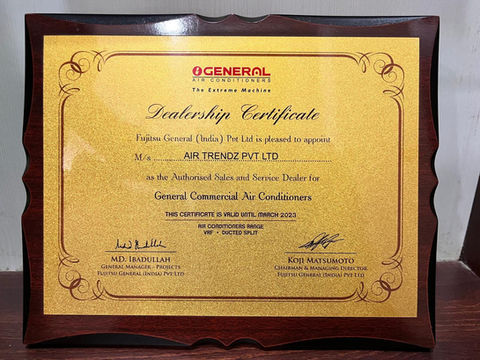 GENERAL
AIR CONDITIONERS
The Extreme Machine
Dealership Certificate
Fujitsu General (India) Pvt Ltd is pleased to appoint
M/s ........ AIR TRENDZ PVT LTD ........
as the Authorised Sales and Service Dealer for
General Commercial Air Conditioners
THIS CERTIFICATE IS VALID UNTIL MARCH 2023
AIR CONDITIONERS RANGE
VRF - DUCTED SPLIT
MD. IBADULLAH
GENERAL MANAGER - PROJECTS
FUJITSU GENERAL (INDIA) PVT LTD
KOJI MATSUMOTO
CHAIRMAN & MANAGING DIRECTOR
FUJITSU GENERAL (INDIA) PVT LTD